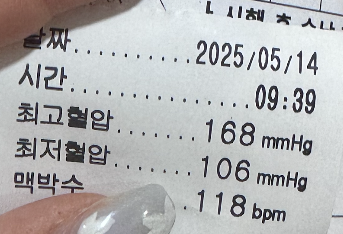 날짜..........2025/05/14
시간..............09:39
최고혈압.........168 mmHg
최저혈압.........106 mmHg
맥박수 118 bpm